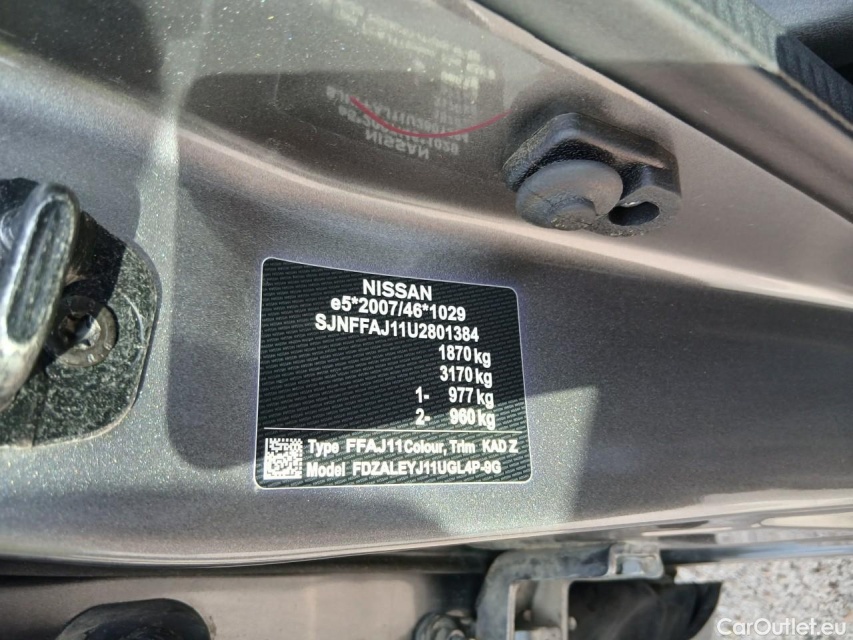 NISSAN
e5*2007/46*1029
SJNFFAJ11U2801384
1870 kg
3170 kg
1- 977 kg
2- 960 kg
Type FFAJ11 Colour, Trim KAD Z
Model FDZALEYJ11UGL4P-9G
CarOutlet.eu